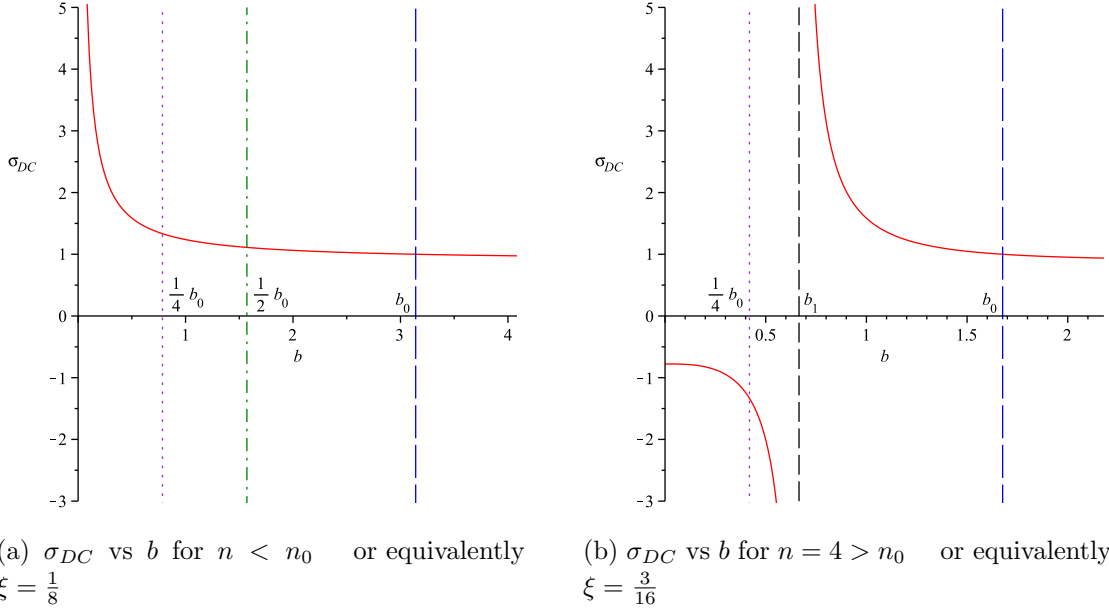 5
4
3
σ_DC
2
1
1/4 b_0
1/2 b_0
b_0
0
1
2
3
4
b
-1
-2
-3
5
4
3
σ_DC
2
1
1/4 b_0
b_1
b_0
0
0.5
1
1.5
2
b
-1
-2
-3
(a) σ_DC vs b for n < n_0 or equivalently
ξ = 1/8
(b) σ_DC vs b for n = 4 > n_0 or equivalently
ξ = 3/16